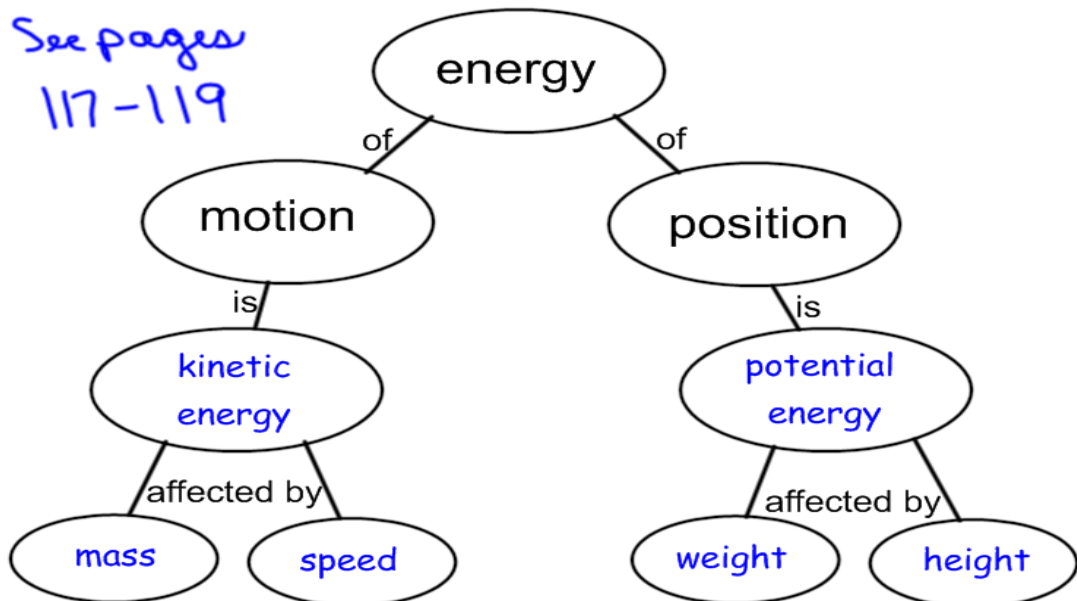 See pages
117-119
energy
of
of
motion
position
is
is
kinetic
energy
potential
energy
affected by
affected by
mass
speed
weight
height